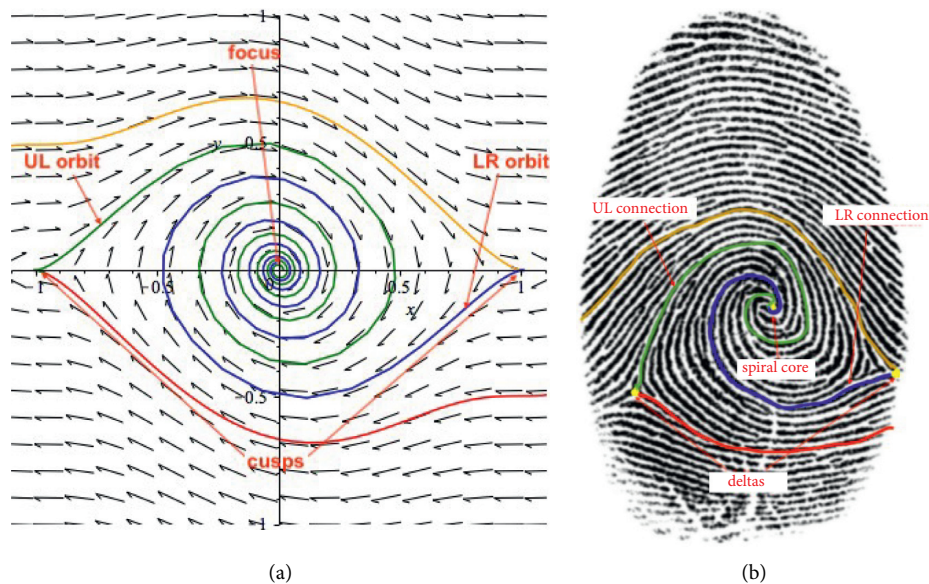 1
focus
0.5
y
UL orbit
LR orbit
-1
-0.5
0
0.5
1
x
-0.5
cusps
-1
(a)
UL connection
LR connection
spiral core
deltas
(b)